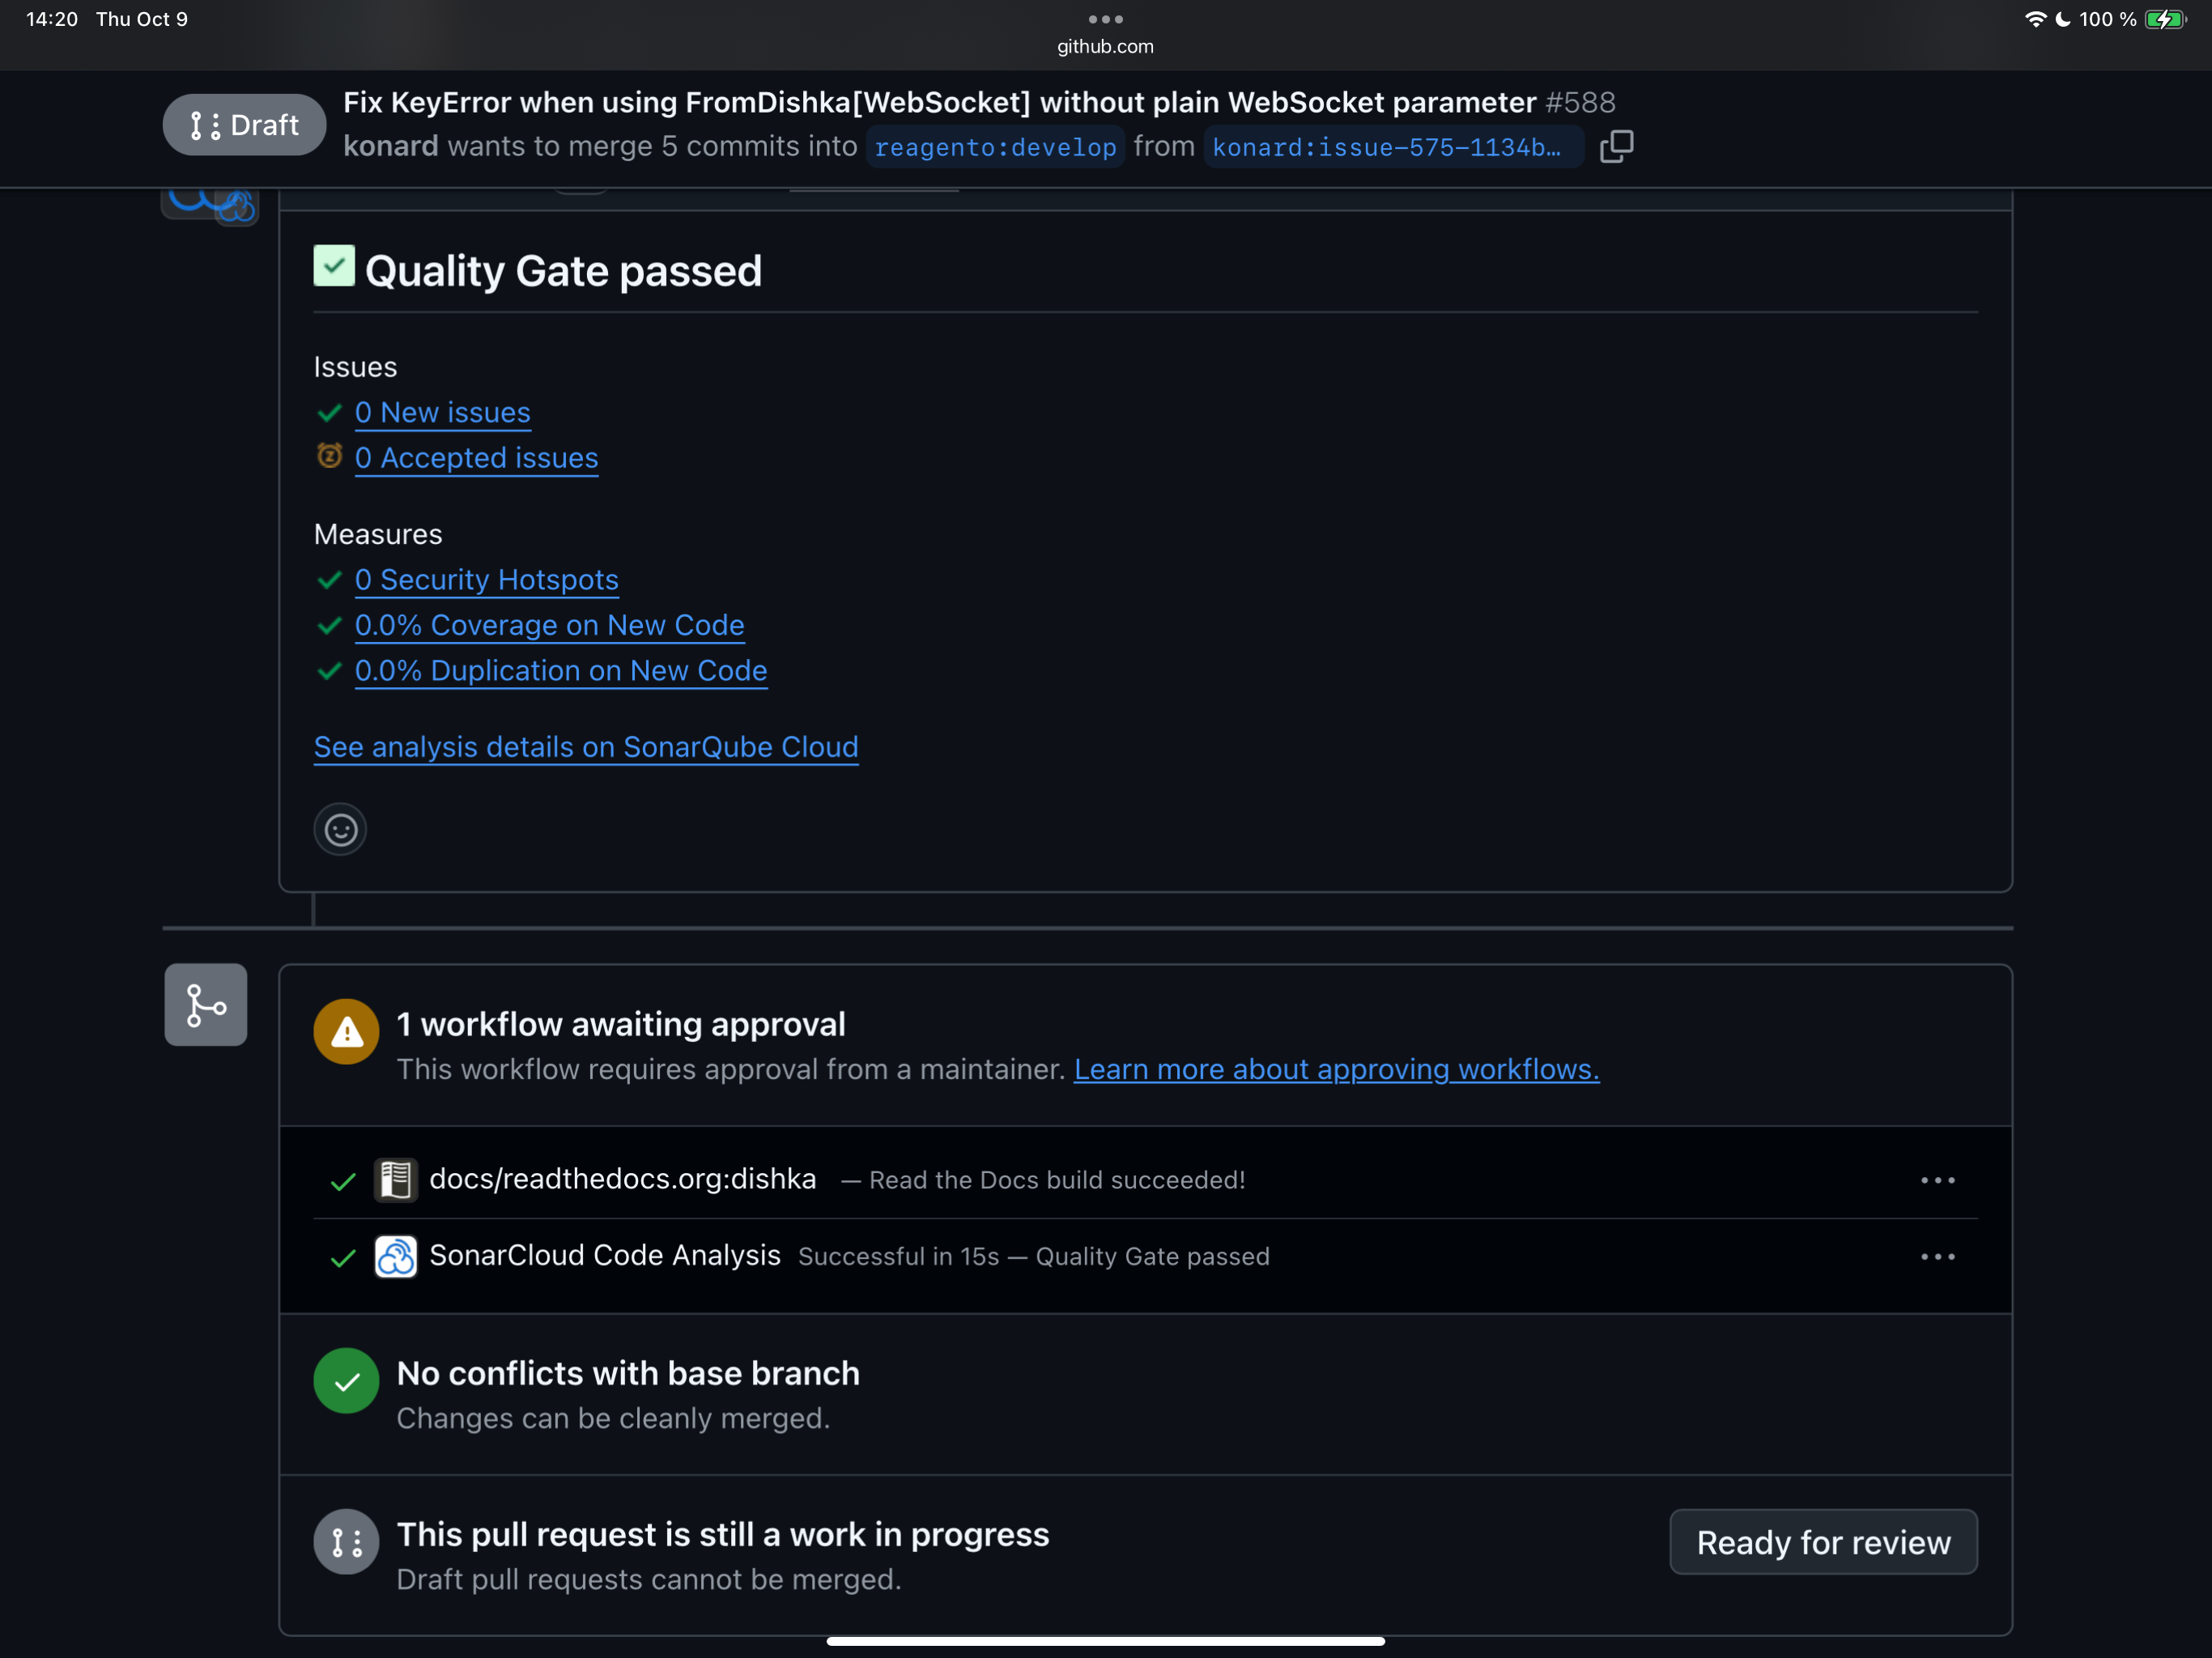 14:20 Thu Oct 9
100 %
github.com
Draft
Fix KeyError when using FromDishka[WebSocket] without plain WebSocket parameter #588
konard wants to merge 5 commits into reagento:develop from konard:issue-575-1134b…
Quality Gate passed
Issues
0 New issues
0 Accepted issues
Measures
0 Security Hotspots
0.0% Coverage on New Code
0.0% Duplication on New Code
See analysis details on SonarQube Cloud
1 workflow awaiting approval
This workflow requires approval from a maintainer. Learn more about approving workflows.
docs/readthedocs.org:dishka — Read the Docs build succeeded!
SonarCloud Code Analysis Successful in 15s — Quality Gate passed
No conflicts with base branch
Changes can be cleanly merged.
This pull request is still a work in progress
Draft pull requests cannot be merged.
Ready for review